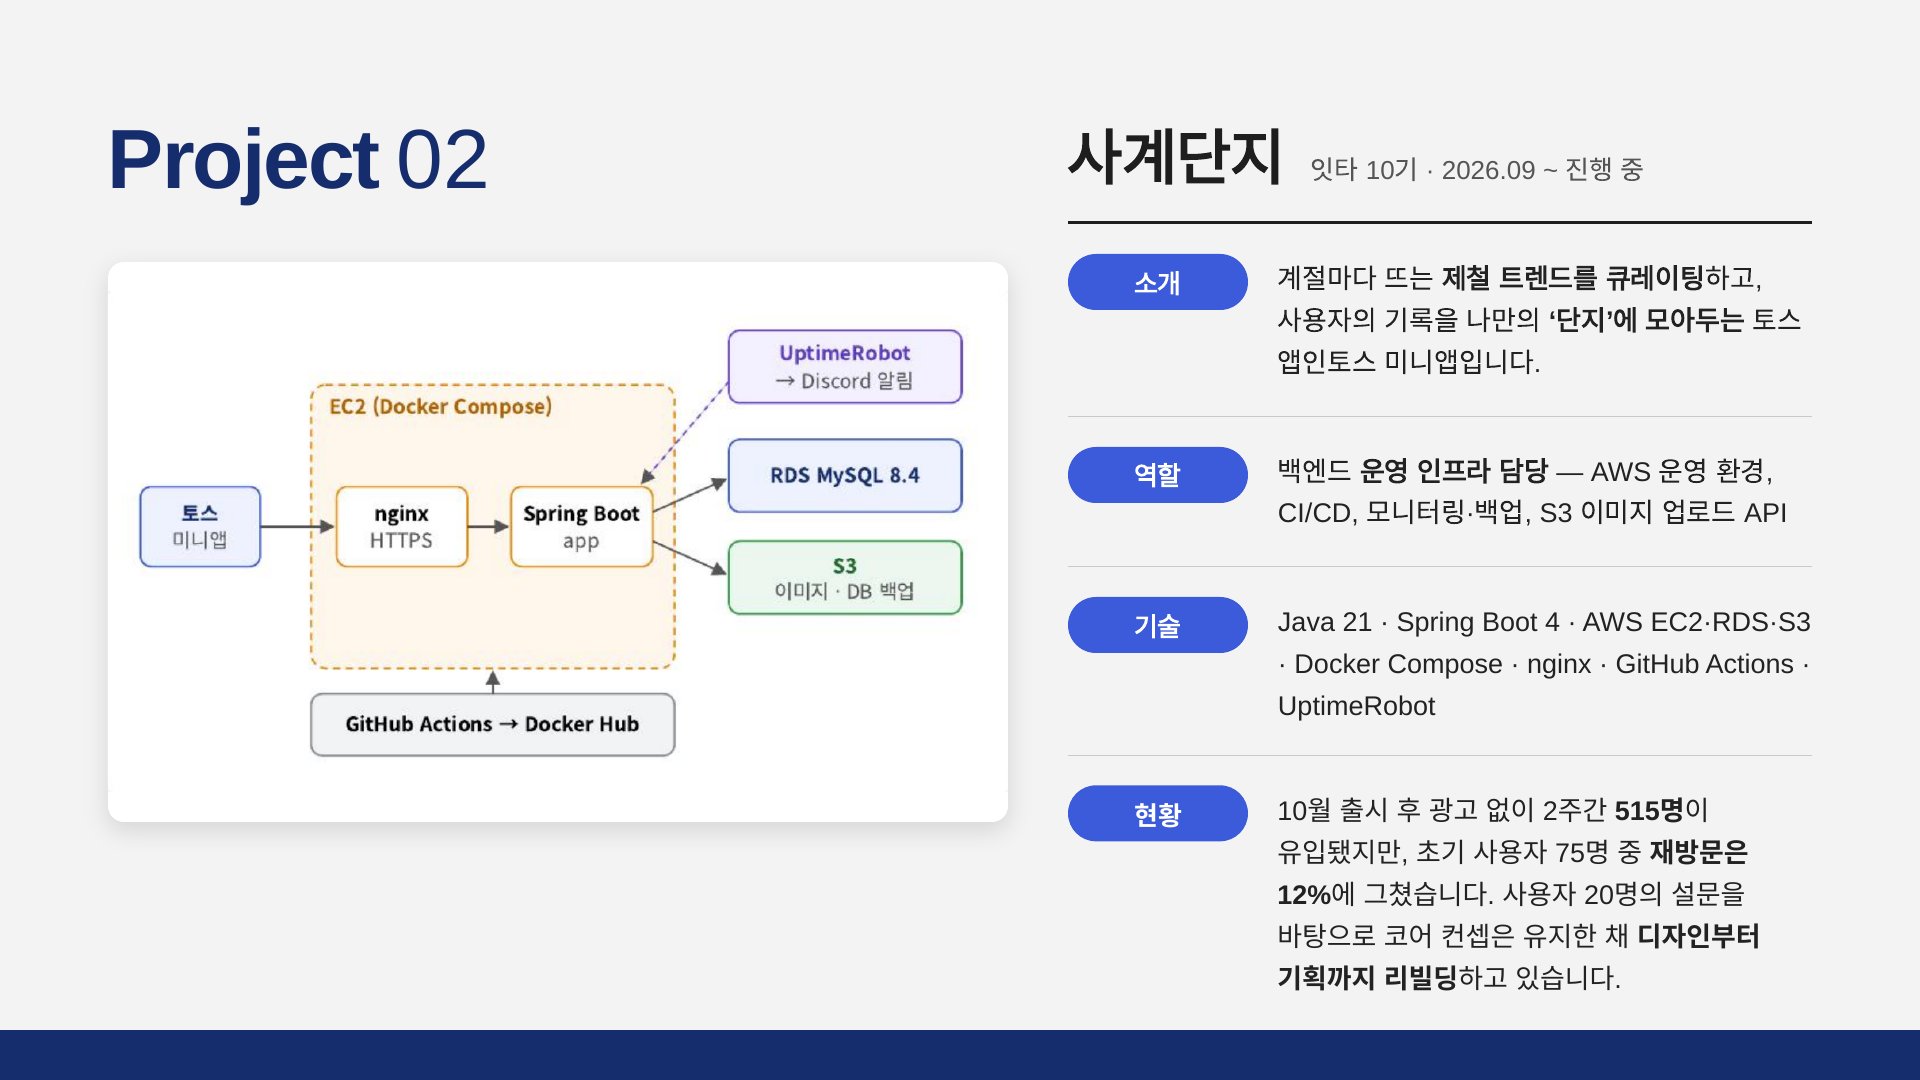 Project 02
UptimeRobot
→ Discord 알림
EC2 (Docker Compose)
RDS MySQL 8.4
토스
미니앱
nginx
HTTPS
Spring Boot
app
S3
이미지 · DB 백업
GitHub Actions → Docker Hub
사계단지 잇타 10기 · 2026.09 ~ 진행 중
소개
계절마다 뜨는 제철 트렌드를 큐레이팅하고,
사용자의 기록을 나만의 ‘단지’에 모아두는 토스
앱인토스 미니앱입니다.
역할
백엔드 운영 인프라 담당 — AWS 운영 환경,
CI/CD, 모니터링·백업, S3 이미지 업로드 API
기술
Java 21 · Spring Boot 4 · AWS EC2·RDS·S3
· Docker Compose · nginx · GitHub Actions ·
UptimeRobot
현황
10월 출시 후 광고 없이 2주간 515명이
유입됐지만, 초기 사용자 75명 중 재방문은
12%에 그쳤습니다. 사용자 20명의 설문을
바탕으로 코어 컨셉은 유지한 채 디자인부터
기획까지 리빌딩하고 있습니다.